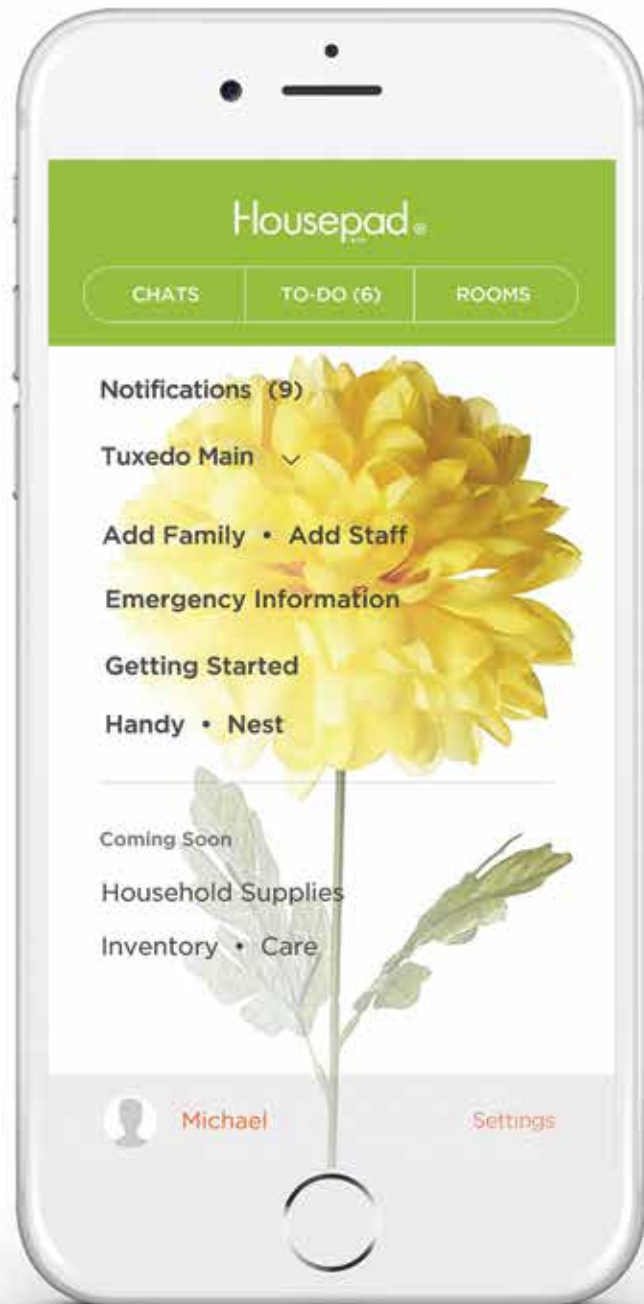 Housepad ®
CHATS TO-DO (6) ROOMS
Notifications (9)
Tuxedo Main
Add Family • Add Staff
Emergency Information
Getting Started
Handy • Nest
Coming Soon
Household Supplies
Inventory • Care
Michael Settings